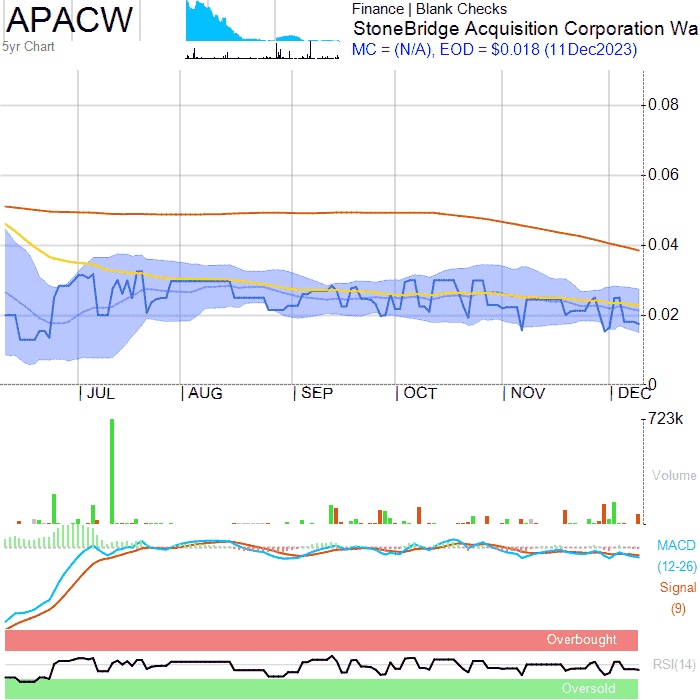 APACW
5yr Chart
Finance | Blank Checks
StoneBridge Acquisition Corporation Wa
MC = (N/A), EOD = $0.018 (11Dec2023)
0.08
0.06
0.04
0.02
0
JUL AUG SEP OCT NOV DEC
723k
Volume
MACD
(12-26)
Signal
(9)
Overbought
RSI(14)
Oversold